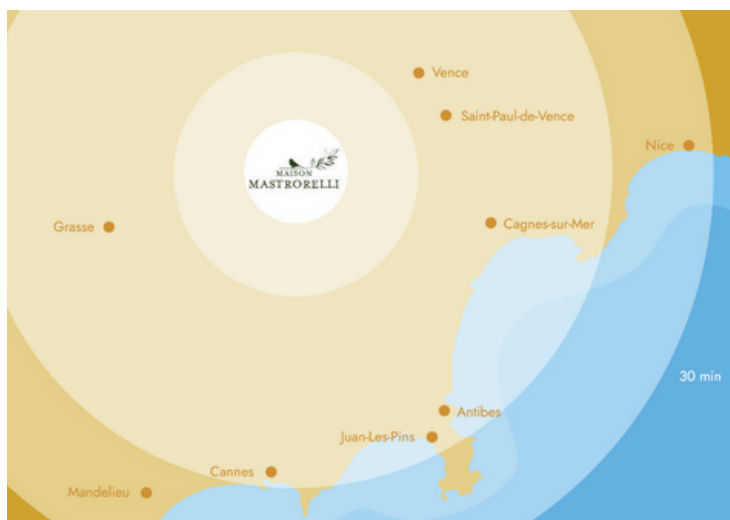 Vence
MAISON
MASTRORELLI
Saint-Paul-de-Vence
Nice
Grasse
Cagnes-sur-Mer
30 min
Antibes
Juan-Les-Pins
Cannes
Mandelieu